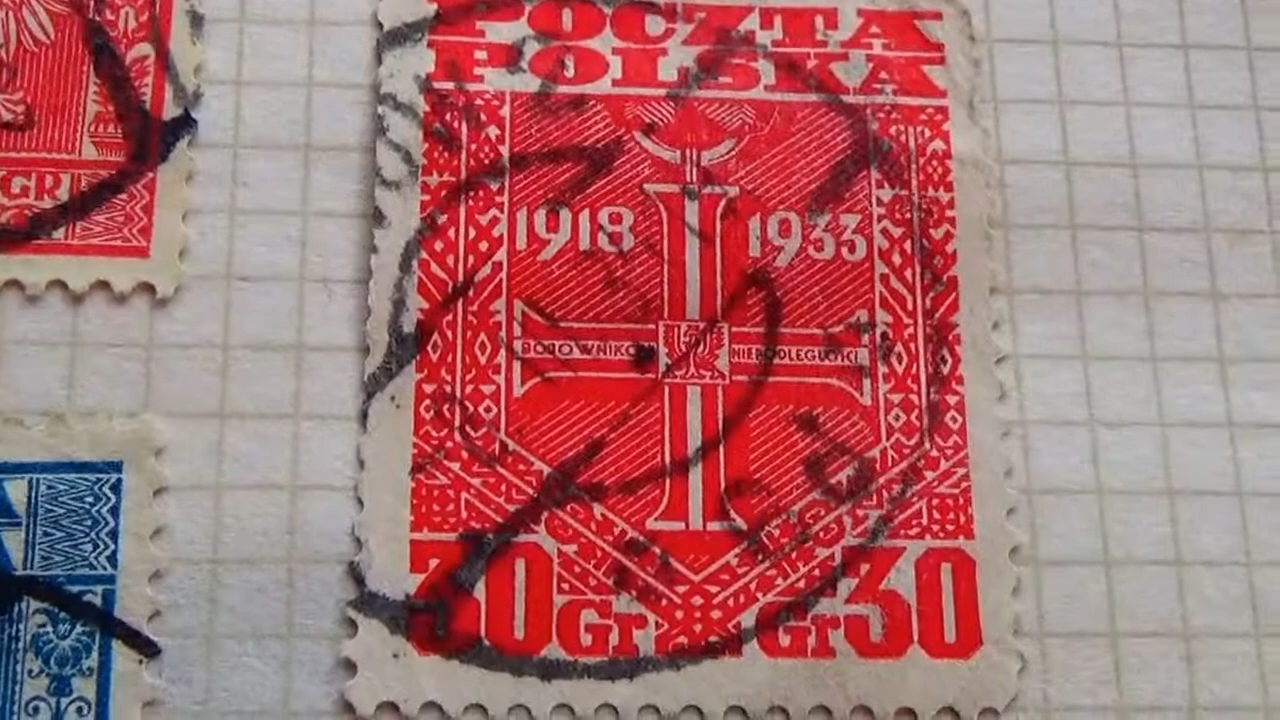 POCZTA
POLSKA
1918 1933
BOJOWNIKOM NIEPODLEGŁOŚCI
30 Gr Gr 30
GR